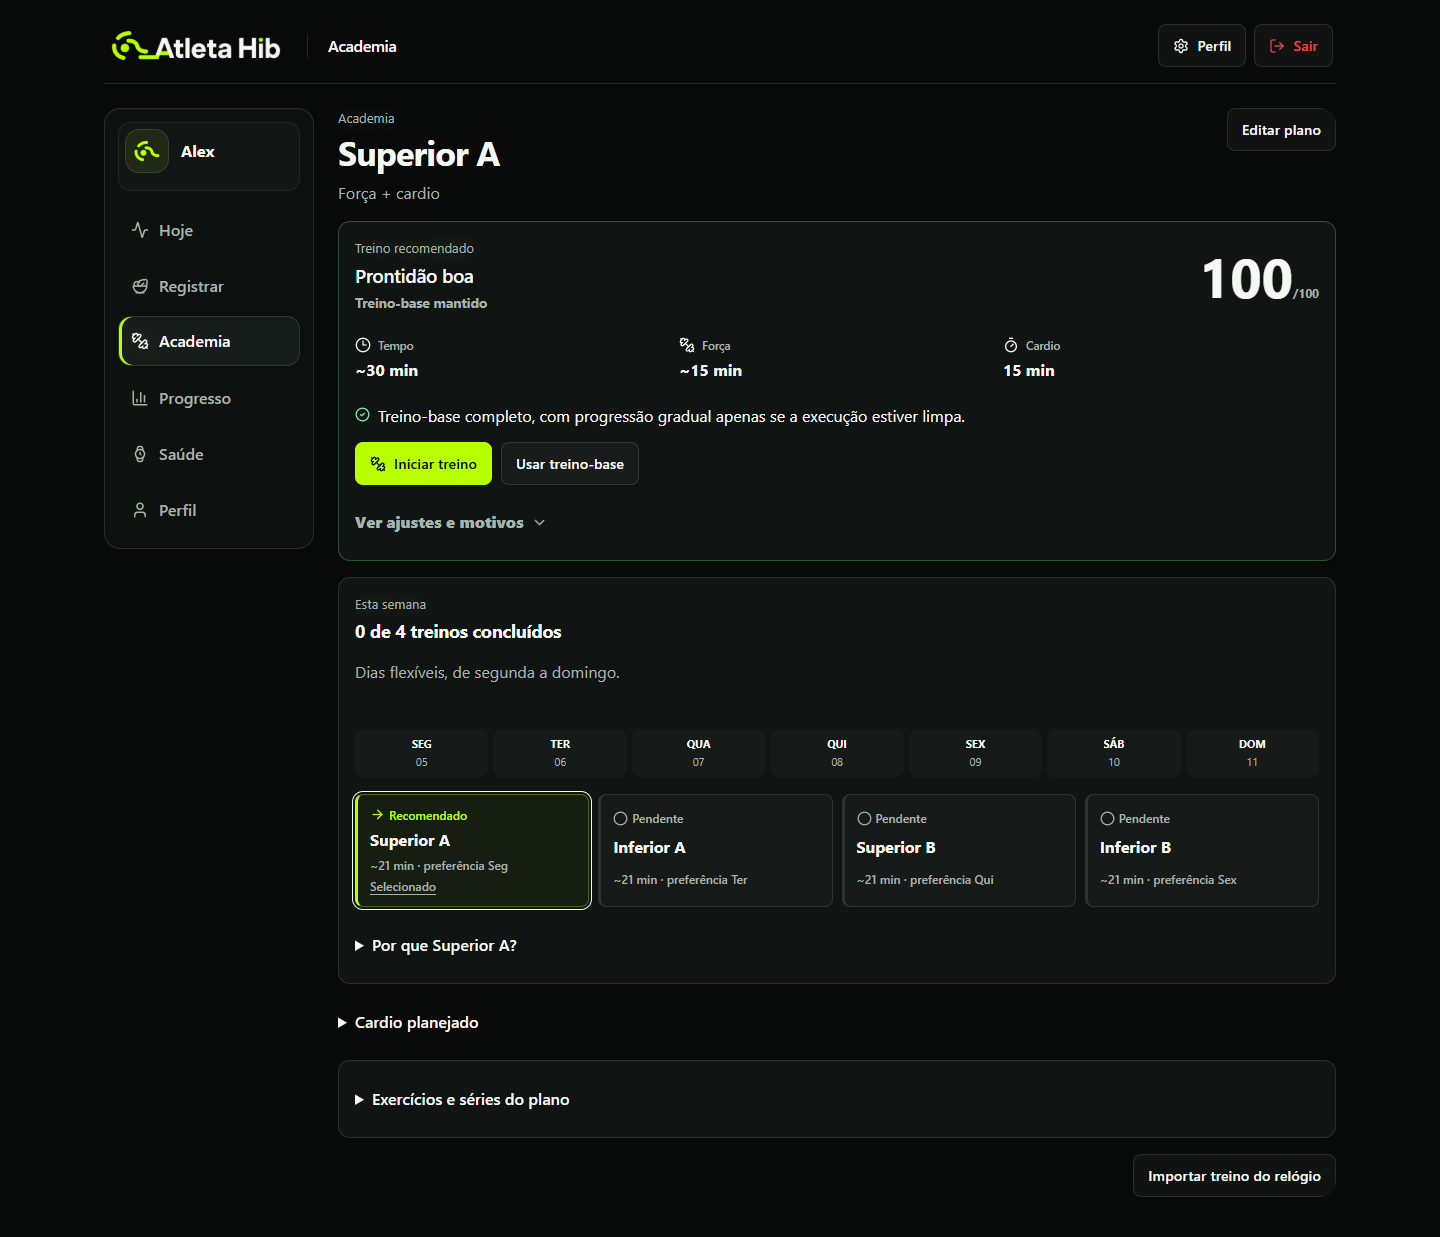 Atleta Hib
Academia
Perfil
Sair
Alex
Hoje
Registrar
Academia
Progresso
Saúde
Perfil
Academia
Superior A
Força + cardio
Editar plano
Treino recomendado
Prontidão boa
Treino-base mantido
100/100
Tempo
~30 min
Força
~15 min
Cardio
15 min
Treino-base completo, com progressão gradual apenas se a execução estiver limpa.
Iniciar treino
Usar treino-base
Ver ajustes e motivos
Esta semana
0 de 4 treinos concluídos
Dias flexíveis, de segunda a domingo.
SEG
05
TER
06
QUA
07
QUI
08
SEX
09
SÁB
10
DOM
11
Recomendado
Superior A
~21 min · preferência Seg
Selecionado
Pendente
Inferior A
~21 min · preferência Ter
Pendente
Superior B
~21 min · preferência Qui
Pendente
Inferior B
~21 min · preferência Sex
Por que Superior A?
Cardio planejado
Exercícios e séries do plano
Importar treino do relógio